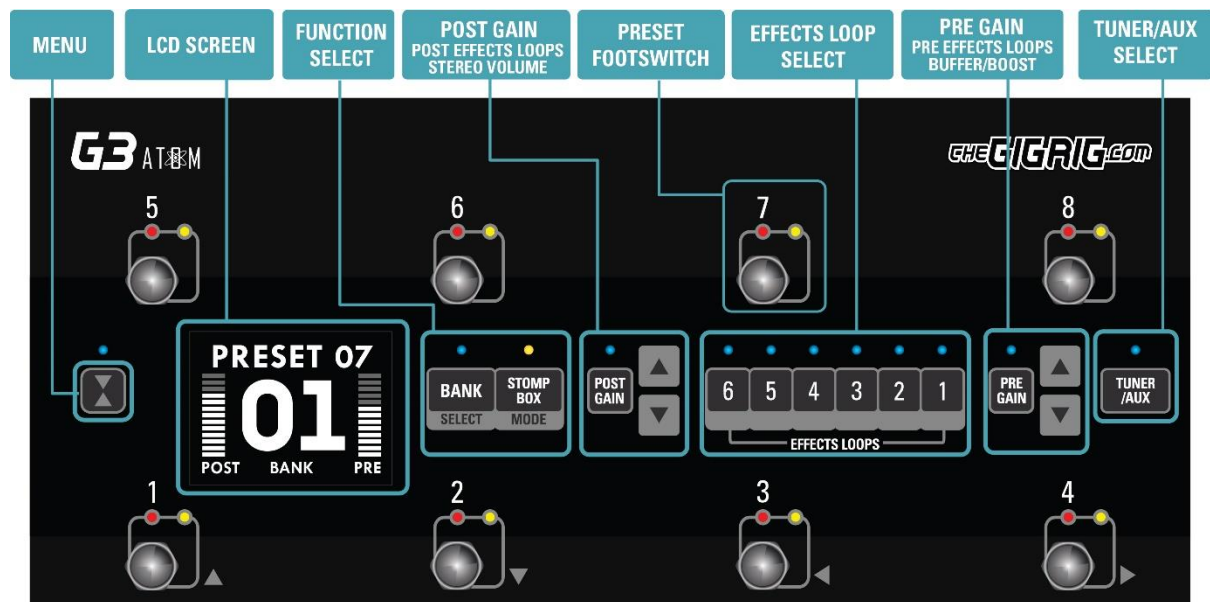 MENU
LCD SCREEN
FUNCTION
SELECT
POST GAIN
POST EFFECTS LOOPS
STEREO VOLUME
PRESET
FOOTSWITCH
EFFECTS LOOP
SELECT
PRE GAIN
PRE EFFECTS LOOPS
BUFFER/BOOST
TUNER/AUX
SELECT
G3 ATOM
THEGIGRIG.COM
5
6
7
8
PRESET 07
01
POST BANK PRE
BANK
SELECT
STOMP
BOX
MODE
POST
GAIN
6 5 4 3 2 1
EFFECTS LOOPS
PRE
GAIN
TUNER
/AUX
1
2
3
4